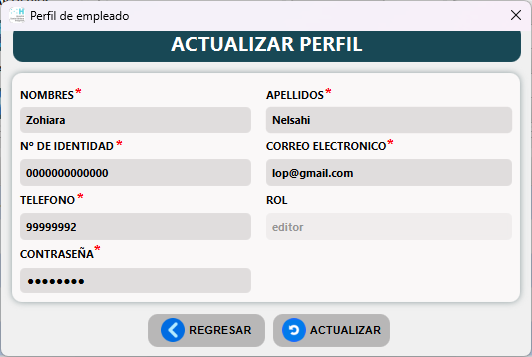 Perfil de empleado
ACTUALIZAR PERFIL
NOMBRES* APELLIDOS*
Zohiara Nelsahi
Nº DE IDENTIDAD* CORREO ELECTRONICO*
0000000000000 lop@gmail.com
TELEFONO* ROL
99999992 editor
CONTRASEÑA*
●●●●●●●●
REGRESAR ACTUALIZAR